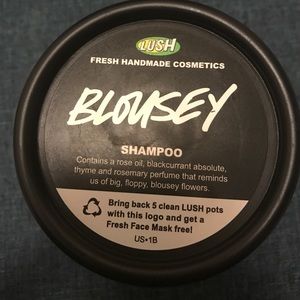 LUSH
FRESH HANDMADE COSMETICS
BLOUSEY
SHAMPOO
Contains a rose oil, blackcurrant absolute,
thyme and rosemary perfume that reminds
us of big, floppy, blousey flowers.
Bring back 5 clean LUSH pots
with this logo and get a
Fresh Face Mask free!
US•1B